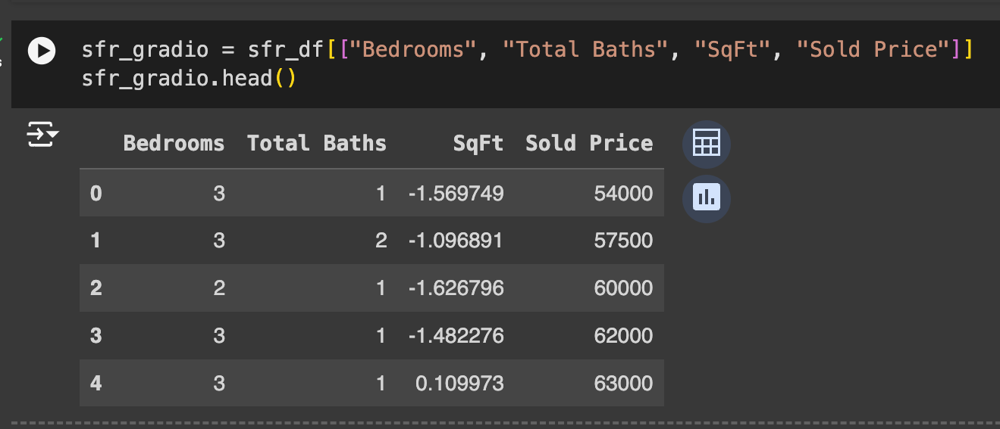 sfr_gradio = sfr_df[["Bedrooms", "Total Baths", "SqFt", "Sold Price"]]
sfr_gradio.head()
Bedrooms Total Baths SqFt Sold Price
0 3 1 -1.569749 54000
1 3 2 -1.096891 57500
2 2 1 -1.626796 60000
3 3 1 -1.482276 62000
4 3 1 0.109973 63000